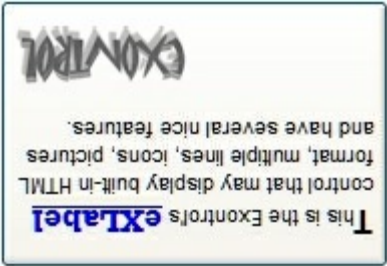 This is the Exontrol's eXLabel
control that may display built-in HTML
format, multiple lines, icons, pictures
and have several nice features.
EXONTROL